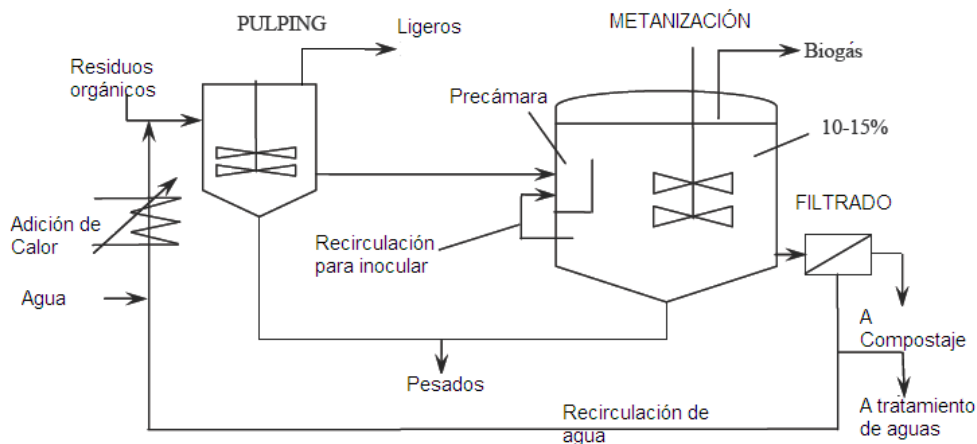 PULPING
Ligeros
METANIZACIÓN
Biogás
Residuos
orgánicos
Precámara
10-15%
FILTRADO
Adición de
Calor
Recirculación
para inocular
Agua
A
Compostaje
Pesados
Recirculación de
agua
A tratamiento
de aguas